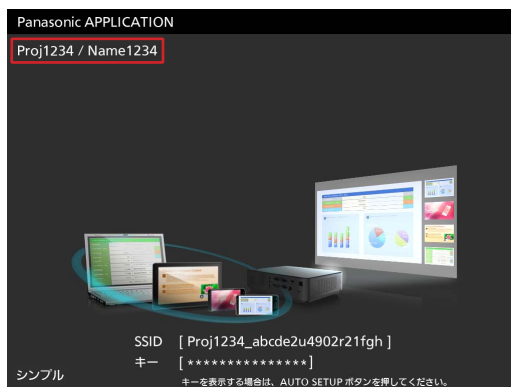 Panasonic APPLICATION
Proj1234 / Name1234
SSID [ Proj1234_abcde2u4902r21fgh ]
キー [***************]
シンプル
キーを表示する場合は、AUTO SETUP ボタンを押してください。